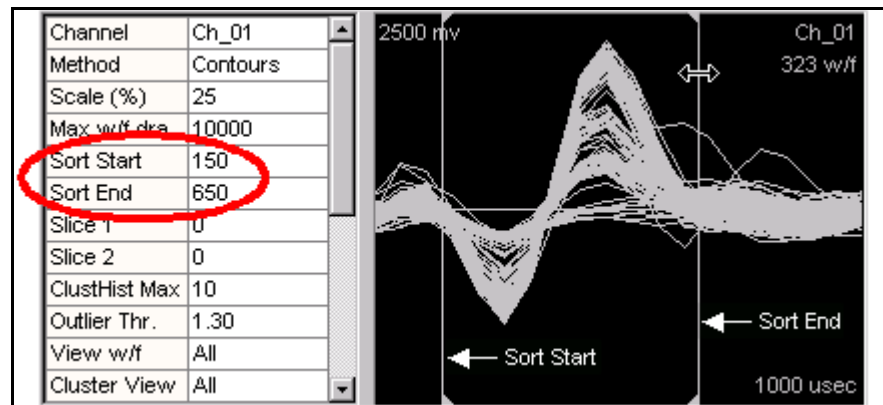 Channel Ch_01
Method Contours
Scale (%) 25
Max w/f dra 10000
Sort Start 150
Sort End 650
Slice 1 0
Slice 2 0
ClustHist Max 10
Outlier Thr. 1.30
View w/f All
Cluster View All
2500 mv Ch_01
323 w/f
Sort End
Sort Start
1000 usec